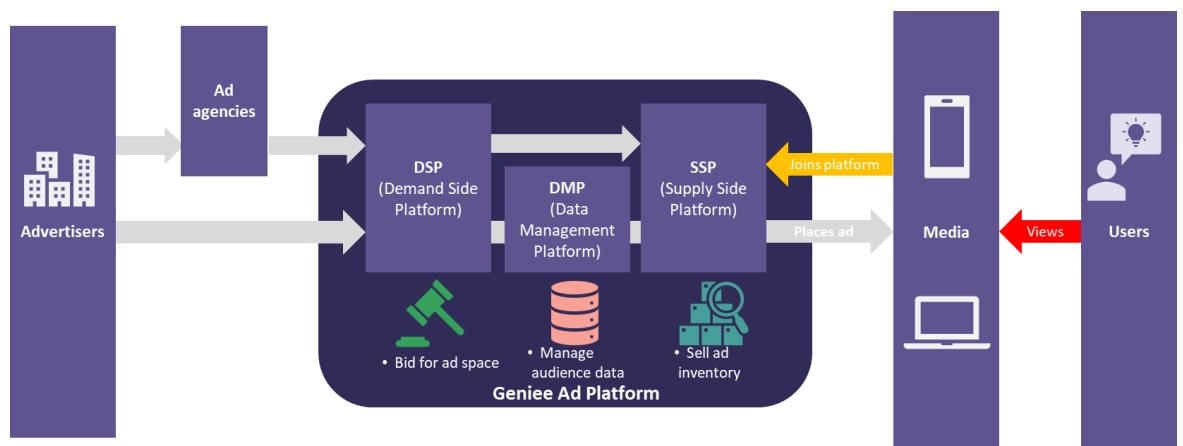 Advertisers
Ad
agencies
DSP
(Demand Side
Platform)
DMP
(Data
Management
Platform)
SSP
(Supply Side
Platform)
Joins platform
Places ad
Media
Views
Users
• Bid for ad space
• Manage
audience data
• Sell ad
inventory
Geniee Ad Platform